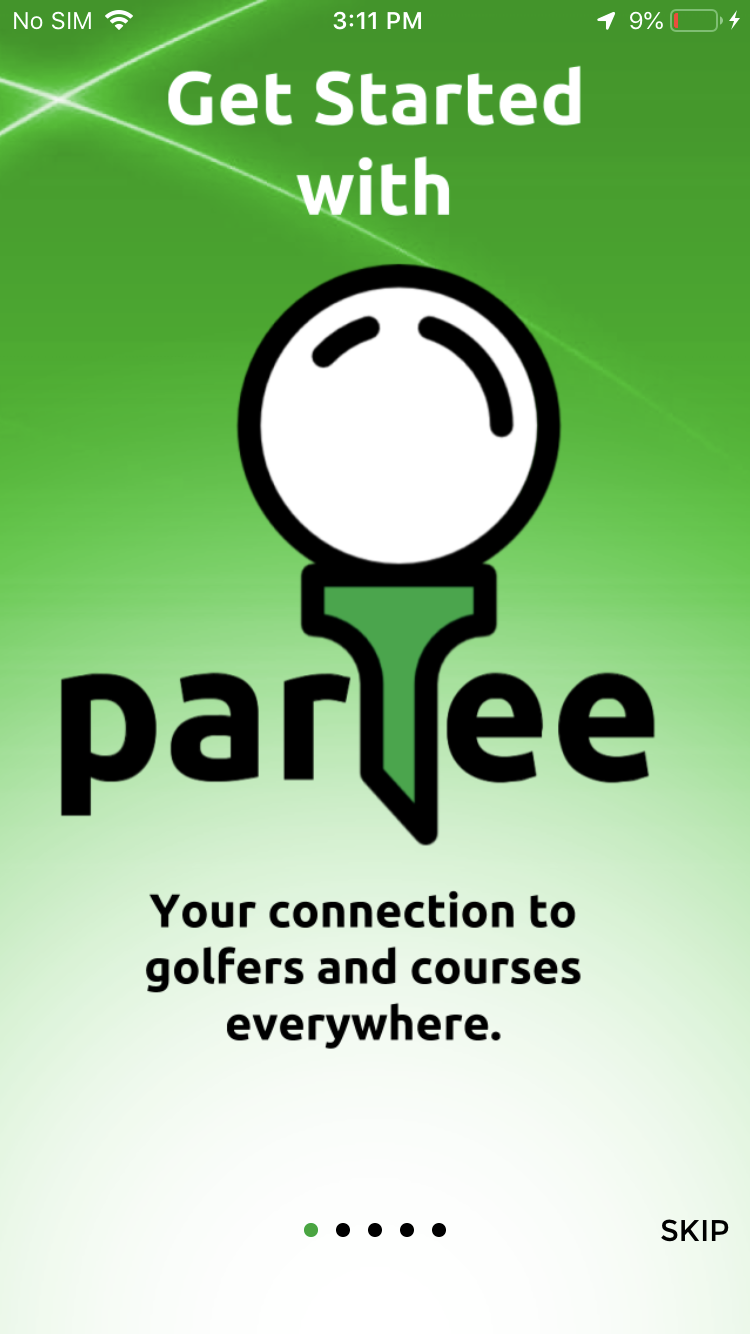 No SIM 3:11 PM 9%
Get Started
with
partee
Your connection to
golfers and courses
everywhere.
SKIP